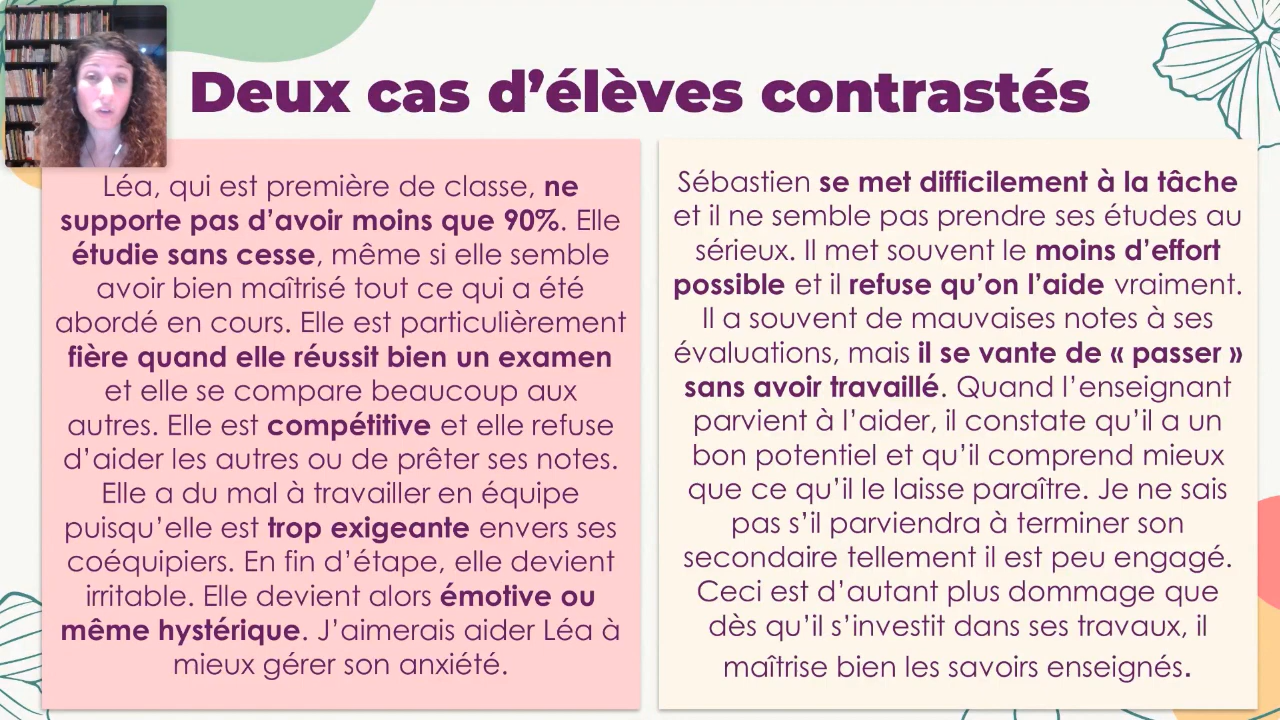 Deux cas d’élèves contrastés
Léa, qui est première de classe, ne
supporte pas d’avoir moins que 90%. Elle
étudie sans cesse, même si elle semble
avoir bien maîtrisé tout ce qui a été
abordé en cours. Elle est particulièrement
fière quand elle réussit bien un examen
et elle se compare beaucoup aux
autres. Elle est compétitive et elle refuse
d’aider les autres ou de prêter ses notes.
Elle a du mal à travailler en équipe
puisqu’elle est trop exigeante envers ses
coéquipiers. En fin d’étape, elle devient
irritable. Elle devient alors émotive ou
même hystérique. J’aimerais aider Léa à
mieux gérer son anxiété.
Sébastien se met difficilement à la tâche
et il ne semble pas prendre ses études au
sérieux. Il met souvent le moins d’effort
possible et il refuse qu’on l’aide vraiment.
Il a souvent de mauvaises notes à ses
évaluations, mais il se vante de « passer »
sans avoir travaillé. Quand l’enseignant
parvient à l’aider, il constate qu’il a un
bon potentiel et qu’il comprend mieux
que ce qu’il le laisse paraître. Je ne sais
pas s’il parviendra à terminer son
secondaire tellement il est peu engagé.
Ceci est d’autant plus dommage que
dès qu’il s’investit dans ses travaux, il
maîtrise bien les savoirs enseignés.